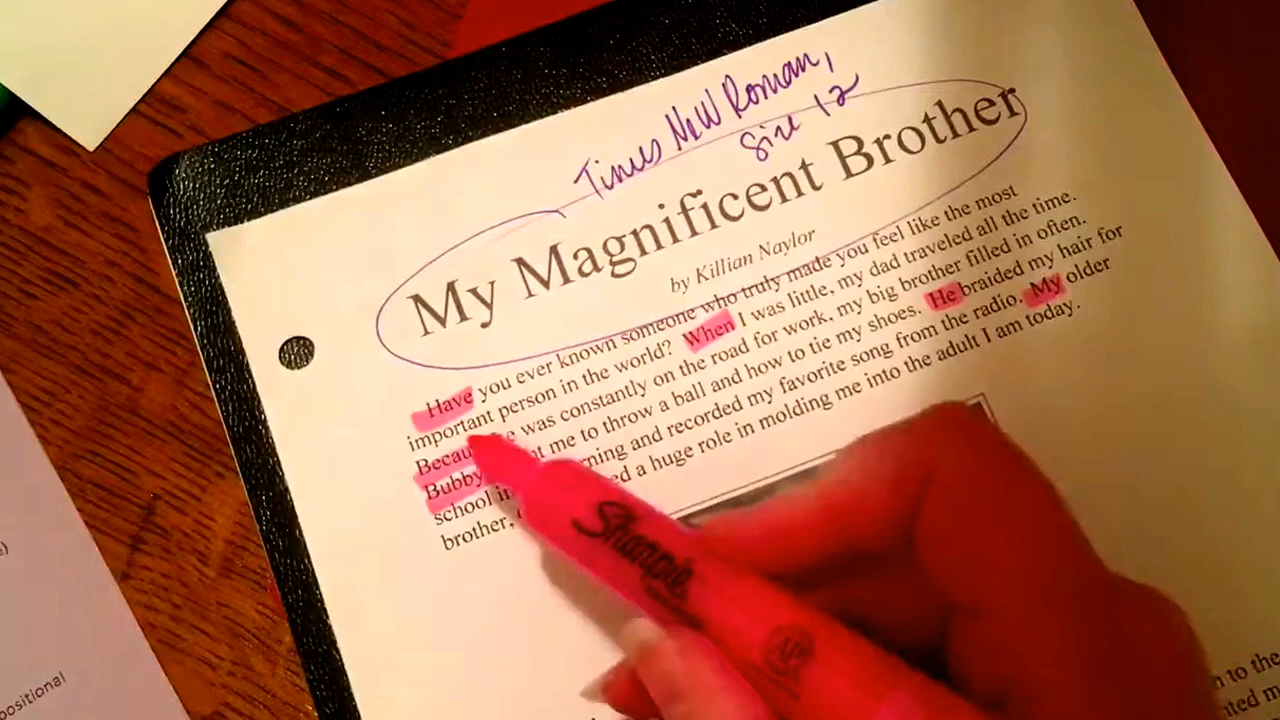 Times New Roman,
Size 12
My Magnificent Brother
by Killian Naylor
Have you ever known someone who truly made you feel like the most
important person in the world? When I was little, my dad traveled all the time.
was constantly on the road for work, my big brother filled in often.
Bubby me to throw a ball and how to tie my shoes. He braided my hair for
school and recorded my favorite song from the radio. My older
brother, a huge role in molding me into the adult I am today.
Sharpie
positional
to the